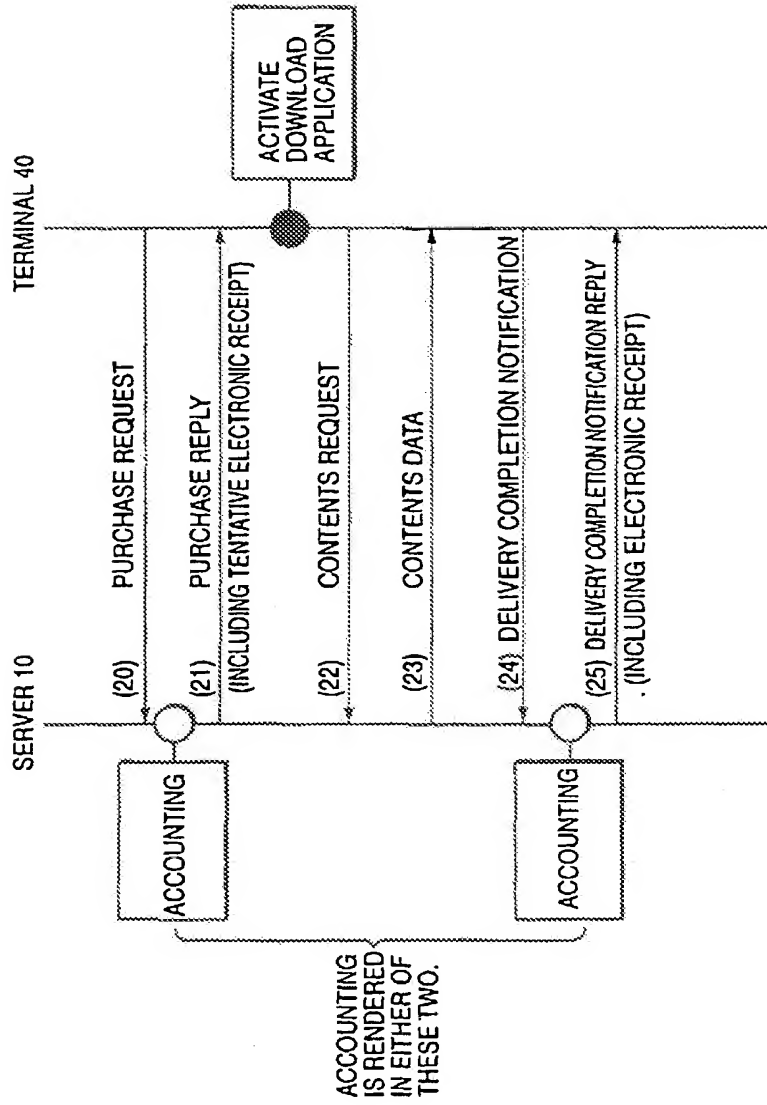 SERVER 10
TERMINAL 40
(20) PURCHASE REQUEST
ACCOUNTING
(21) PURCHASE REPLY
(INCLUDING TENTATIVE ELECTRONIC RECEIPT)
ACTIVATE
DOWNLOAD
APPLICATION
(22) CONTENTS REQUEST
(23) CONTENTS DATA
(24) DELIVERY COMPLETION NOTIFICATION
ACCOUNTING
(25) DELIVERY COMPLETION NOTIFICATION REPLY
. (INCLUDING ELECTRONIC RECEIPT)
ACCOUNTING
IS RENDERED
IN EITHER OF
THESE TWO.